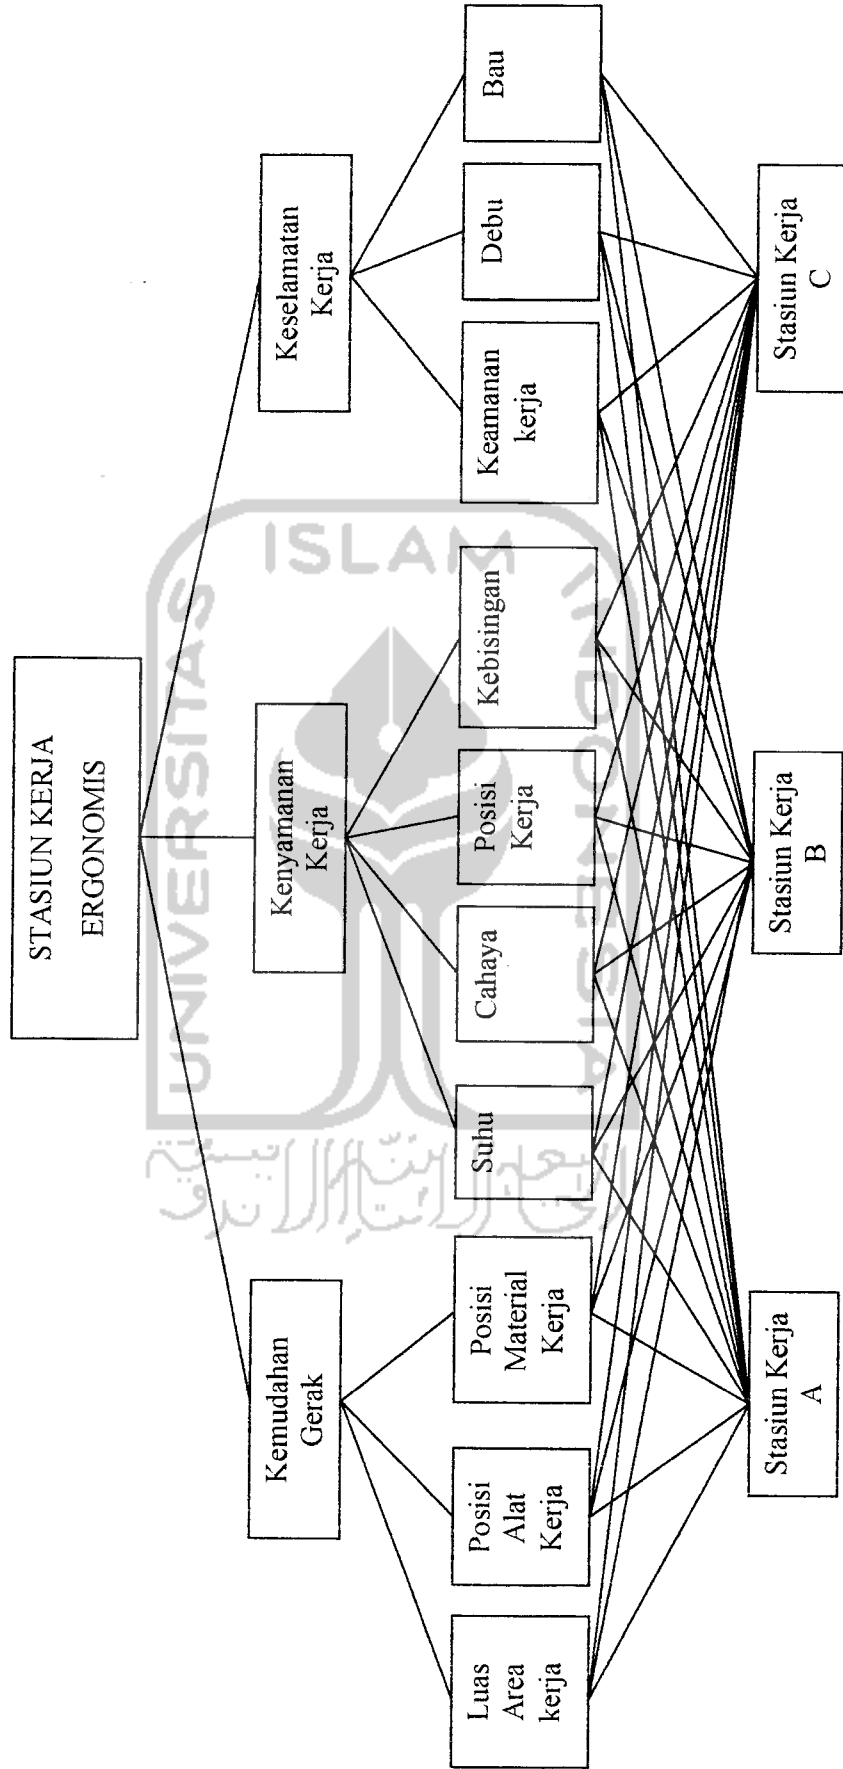 STASIUN KERJA
ERGONOMIS
Kemudahan
Gerak
Kenyamanan
Kerja
Keselamatan
Kerja
Luas
Area
kerja
Posisi
Alat
Kerja
Posisi
Material
Kerja
Suhu
Cahaya
Posisi
Kerja
Kebisingan
Keamanan
kerja
Debu
Bau
Stasiun Kerja
A
Stasiun Kerja
B
Stasiun Kerja
C
UNIVERSITAS
ISLAM
INDONESIA